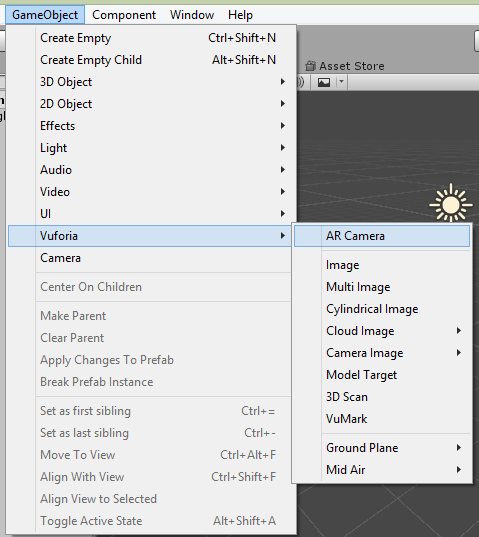 GameObject Component Window Help
Create Empty Ctrl+Shift+N
Create Empty Child Alt+Shift+N
3D Object
2D Object
Effects
Light
Audio
Video
UI
Vuforia
Camera
Center On Children
Make Parent
Clear Parent
Apply Changes To Prefab
Break Prefab Instance
Set as first sibling Ctrl+=
Set as last sibling Ctrl+-
Move To View Ctrl+Alt+F
Align With View Ctrl+Shift+F
Align View to Selected
Toggle Active State Alt+Shift+A
Asset Store
AR Camera
Image
Multi Image
Cylindrical Image
Cloud Image
Camera Image
Model Target
3D Scan
VuMark
Ground Plane
Mid Air